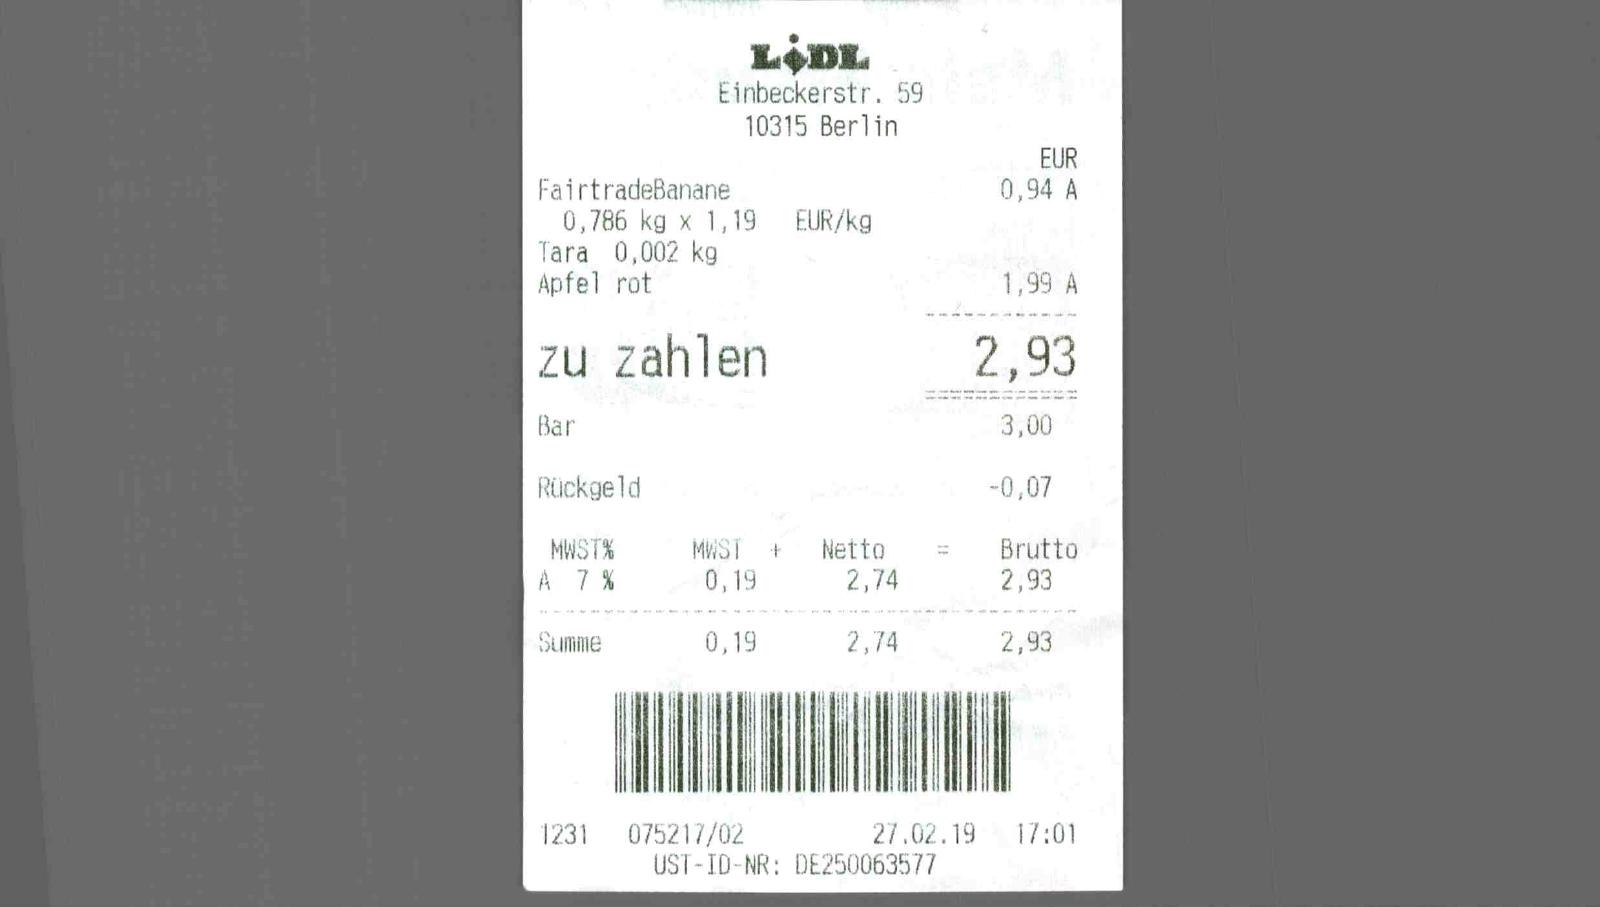 LiDL
Einbeckerstr. 59
10315 Berlin
EUR
FairtradeBanane 0,94 A
0,786 kg x 1,19 EUR/kg
Tara 0,002 kg
Apfel rot 1,99 A
zu zahlen 2,93
Bar 3,00
Rückgeld -0,07
MWST% MWST + Netto = Brutto
A 7 % 0,19 2,74 2,93
Summe 0,19 2,74 2,93
1231 075217/02 27.02.19 17:01
UST-ID-NR: DE250063577